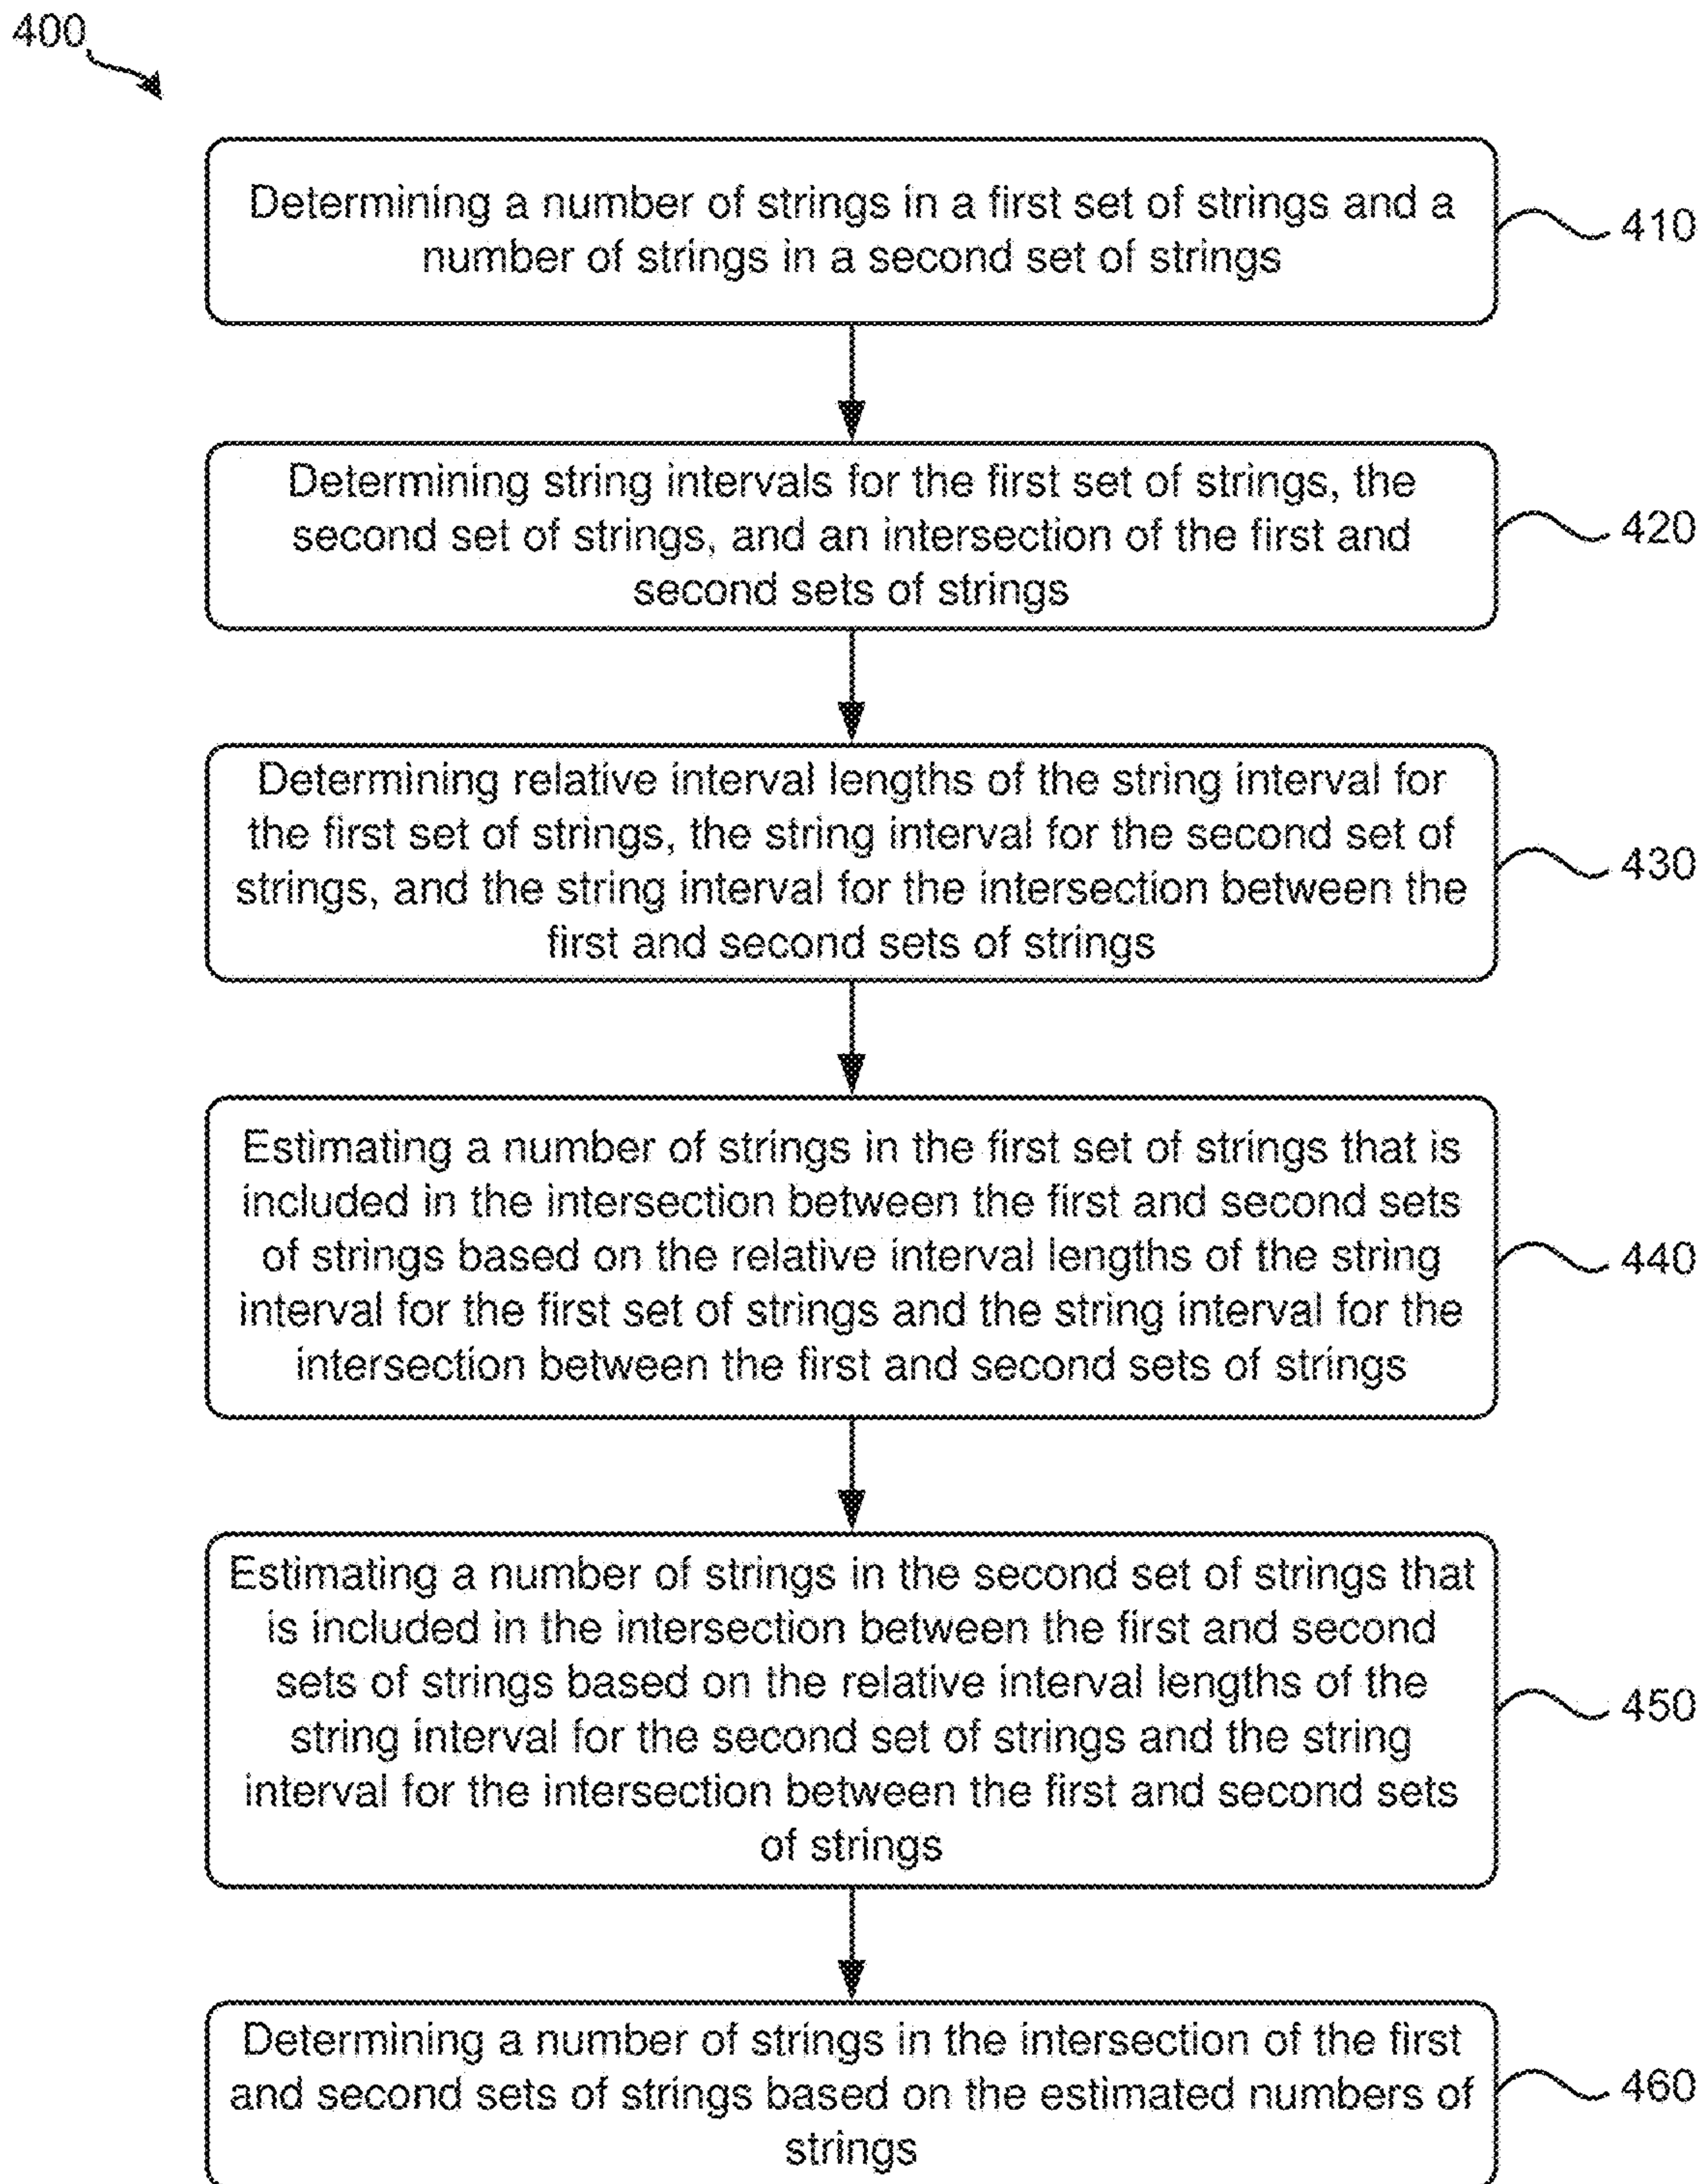 400
Determining a number of strings in a first set of strings and a
number of strings in a second set of strings
410
Determining string intervals for the first set of strings, the
second set of strings, and an intersection of the first and
second sets of strings
420
Determining relative interval lengths of the string interval for
the first set of strings, the string interval for the second set of
strings, and the string interval for the intersection between the
first and second sets of strings
430
Estimating a number of strings in the first set of strings that is
included in the intersection between the first and second sets
of strings based on the relative interval lengths of the string
interval for the first set of strings and the string interval for the
intersection between the first and second sets of strings
440
Estimating a number of strings in the second set of strings that
is included in the intersection between the first and second
sets of strings based on the relative interval lengths of the
string interval for the second set of strings and the string
interval for the intersection between the first and second sets
of strings
450
Determining a number of strings in the intersection of the first
and second sets of strings based on the estimated numbers of
strings
460